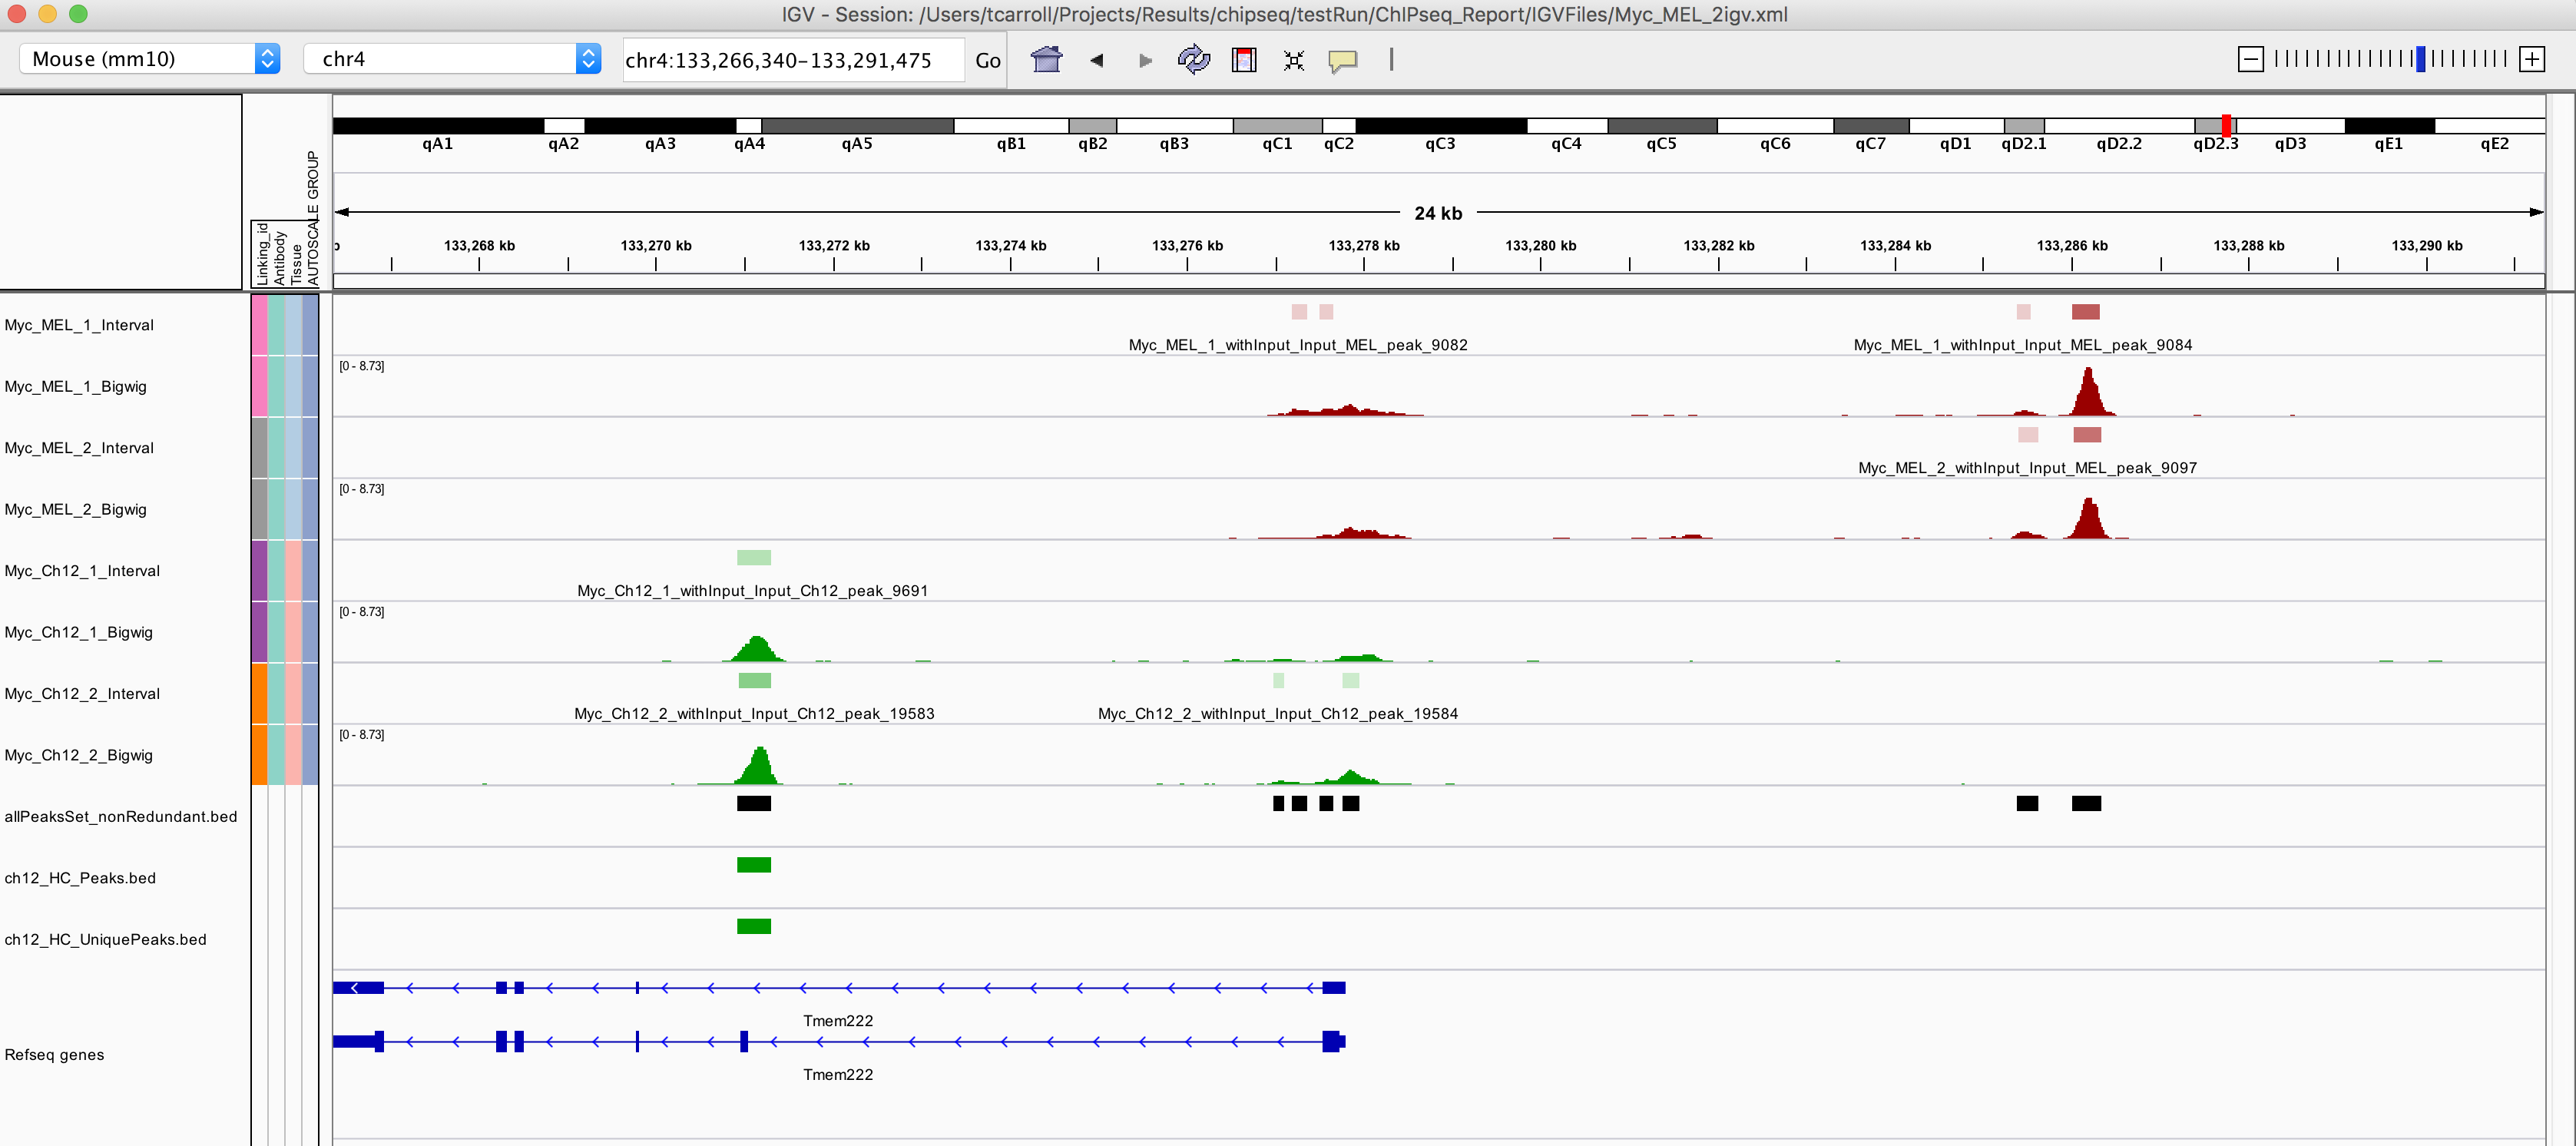 IGV - Session: /Users/tcarroll/Projects/Results/chipseq/testRun/ChIPseq_Report/IGVFiles/Myc_MEL_2igv.xml
Mouse (mm10) chr4 chr4:133,266,340-133,291,475 Go
qA1 qA2 qA3 qA4 qA5 qB1 qB2 qB3 qC1 qC2 qC3 qC4 qC5 qC6 qC7 qD1 qD2.1 qD2.2 qD2.3 qD3 qE1 qE2
24 kb
133,268 kb 133,270 kb 133,272 kb 133,274 kb 133,276 kb 133,278 kb 133,280 kb 133,282 kb 133,284 kb 133,286 kb 133,288 kb 133,290 kb
Linking_id
Antibody
Tissue
AUTOSCALE GROUP
Myc_MEL_1_Interval
Myc_MEL_1_withInput_Input_MEL_peak_9082 Myc_MEL_1_withInput_Input_MEL_peak_9084
[0 - 8.73]
Myc_MEL_1_Bigwig
Myc_MEL_2_Interval
Myc_MEL_2_withInput_Input_MEL_peak_9097
[0 - 8.73]
Myc_MEL_2_Bigwig
Myc_Ch12_1_Interval
Myc_Ch12_1_withInput_Input_Ch12_peak_9691
[0 - 8.73]
Myc_Ch12_1_Bigwig
Myc_Ch12_2_Interval
Myc_Ch12_2_withInput_Input_Ch12_peak_19583 Myc_Ch12_2_withInput_Input_Ch12_peak_19584
[0 - 8.73]
Myc_Ch12_2_Bigwig
allPeaksSet_nonRedundant.bed
ch12_HC_Peaks.bed
ch12_HC_UniquePeaks.bed
Tmem222
Refseq genes
Tmem222